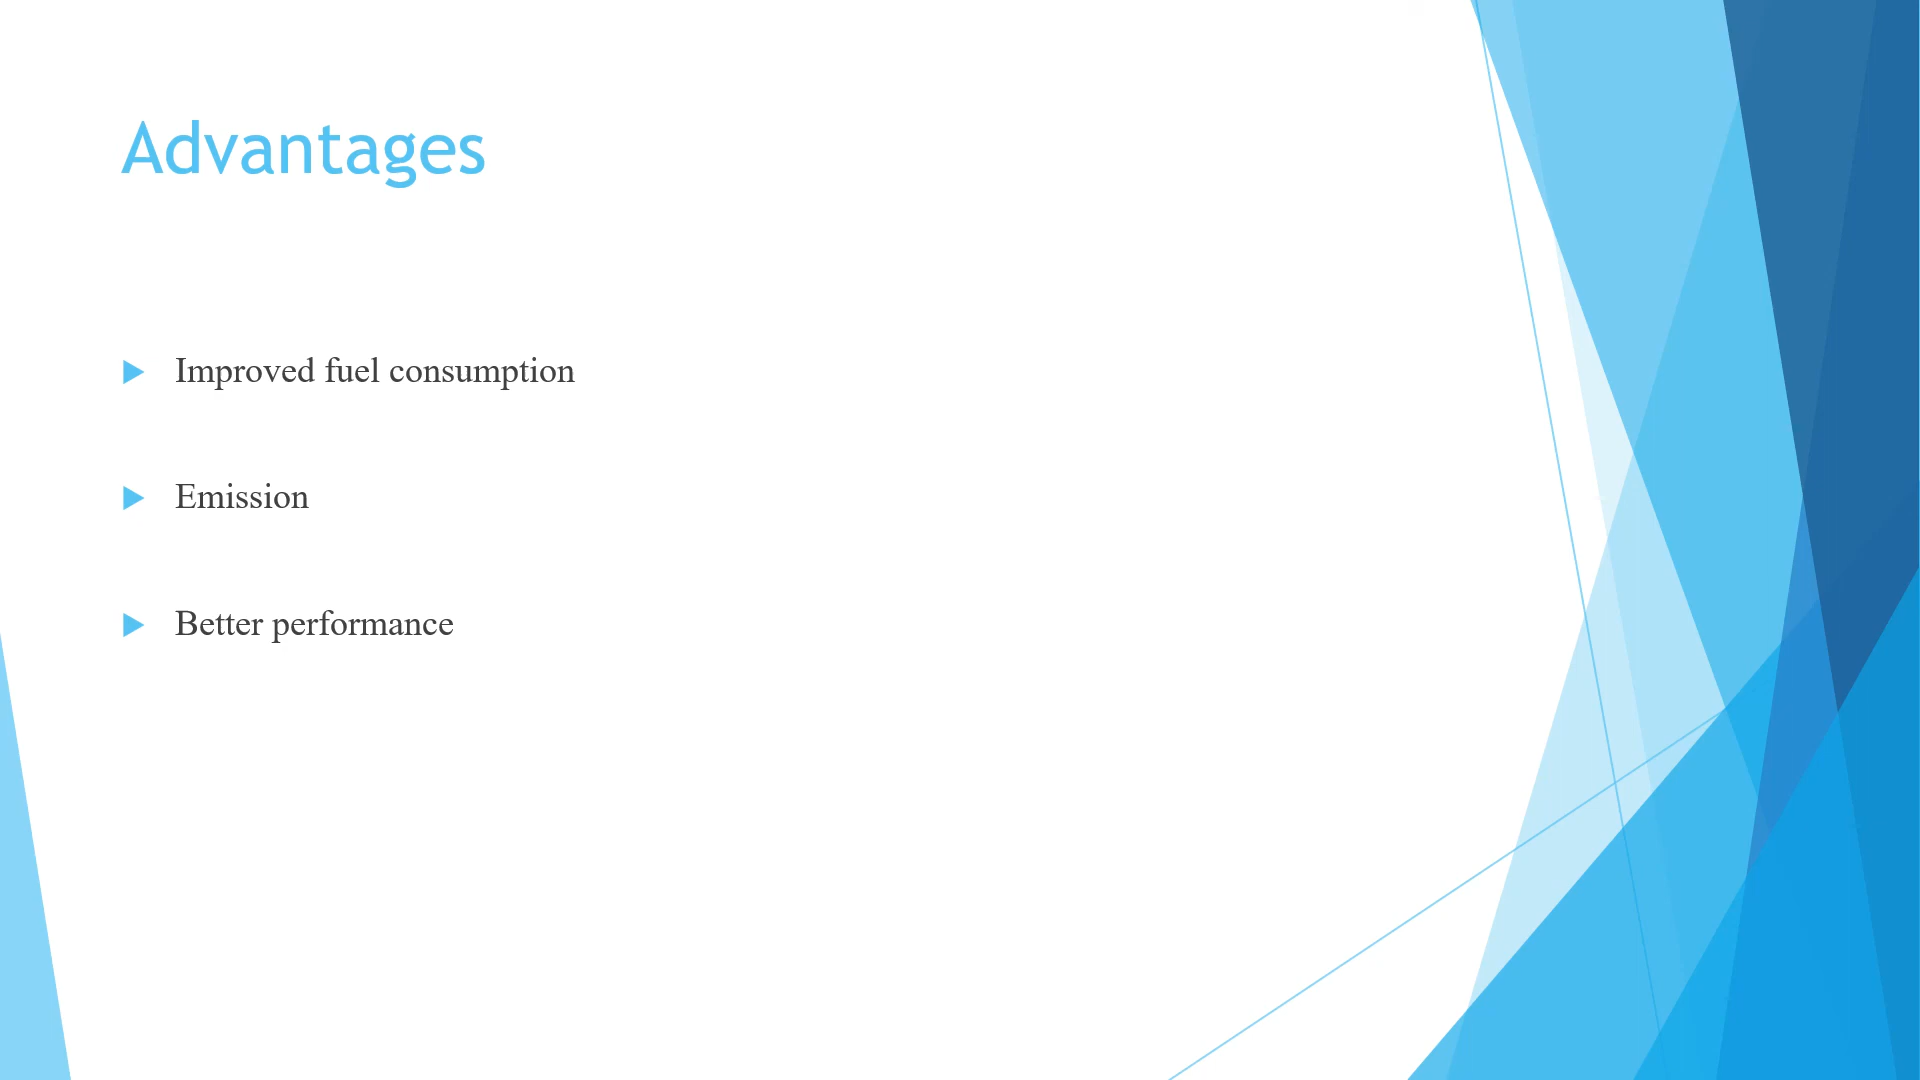 Advantages
Improved fuel consumption
Emission
Better performance